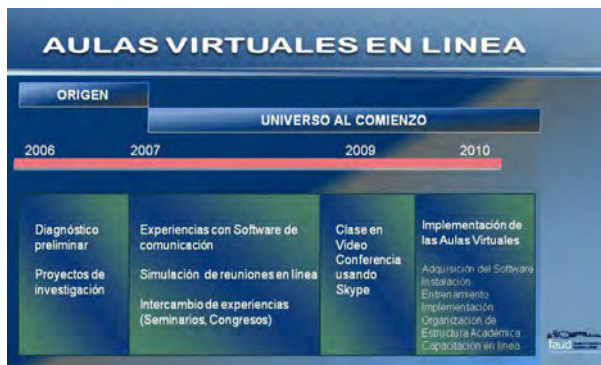 AULAS VIRTUALES EN LINEA
ORIGEN
UNIVERSO AL COMIENZO
2006 2007 2009 2010
Diagnóstico
preliminar
Proyectos de
investigación
Experiencias con Software de
comunicación
Simulación de reuniones en línea
Intercambio de experiencias
(Seminarios, Congresos)
Clase en
Video
Conferencia
usando
Skype
Implementación de
las Aulas Virtuales
Adquisición del Software
Instalación
Entrenamiento
Implementación
Organización de
Estructura Académica
Capacitación en linea
faud